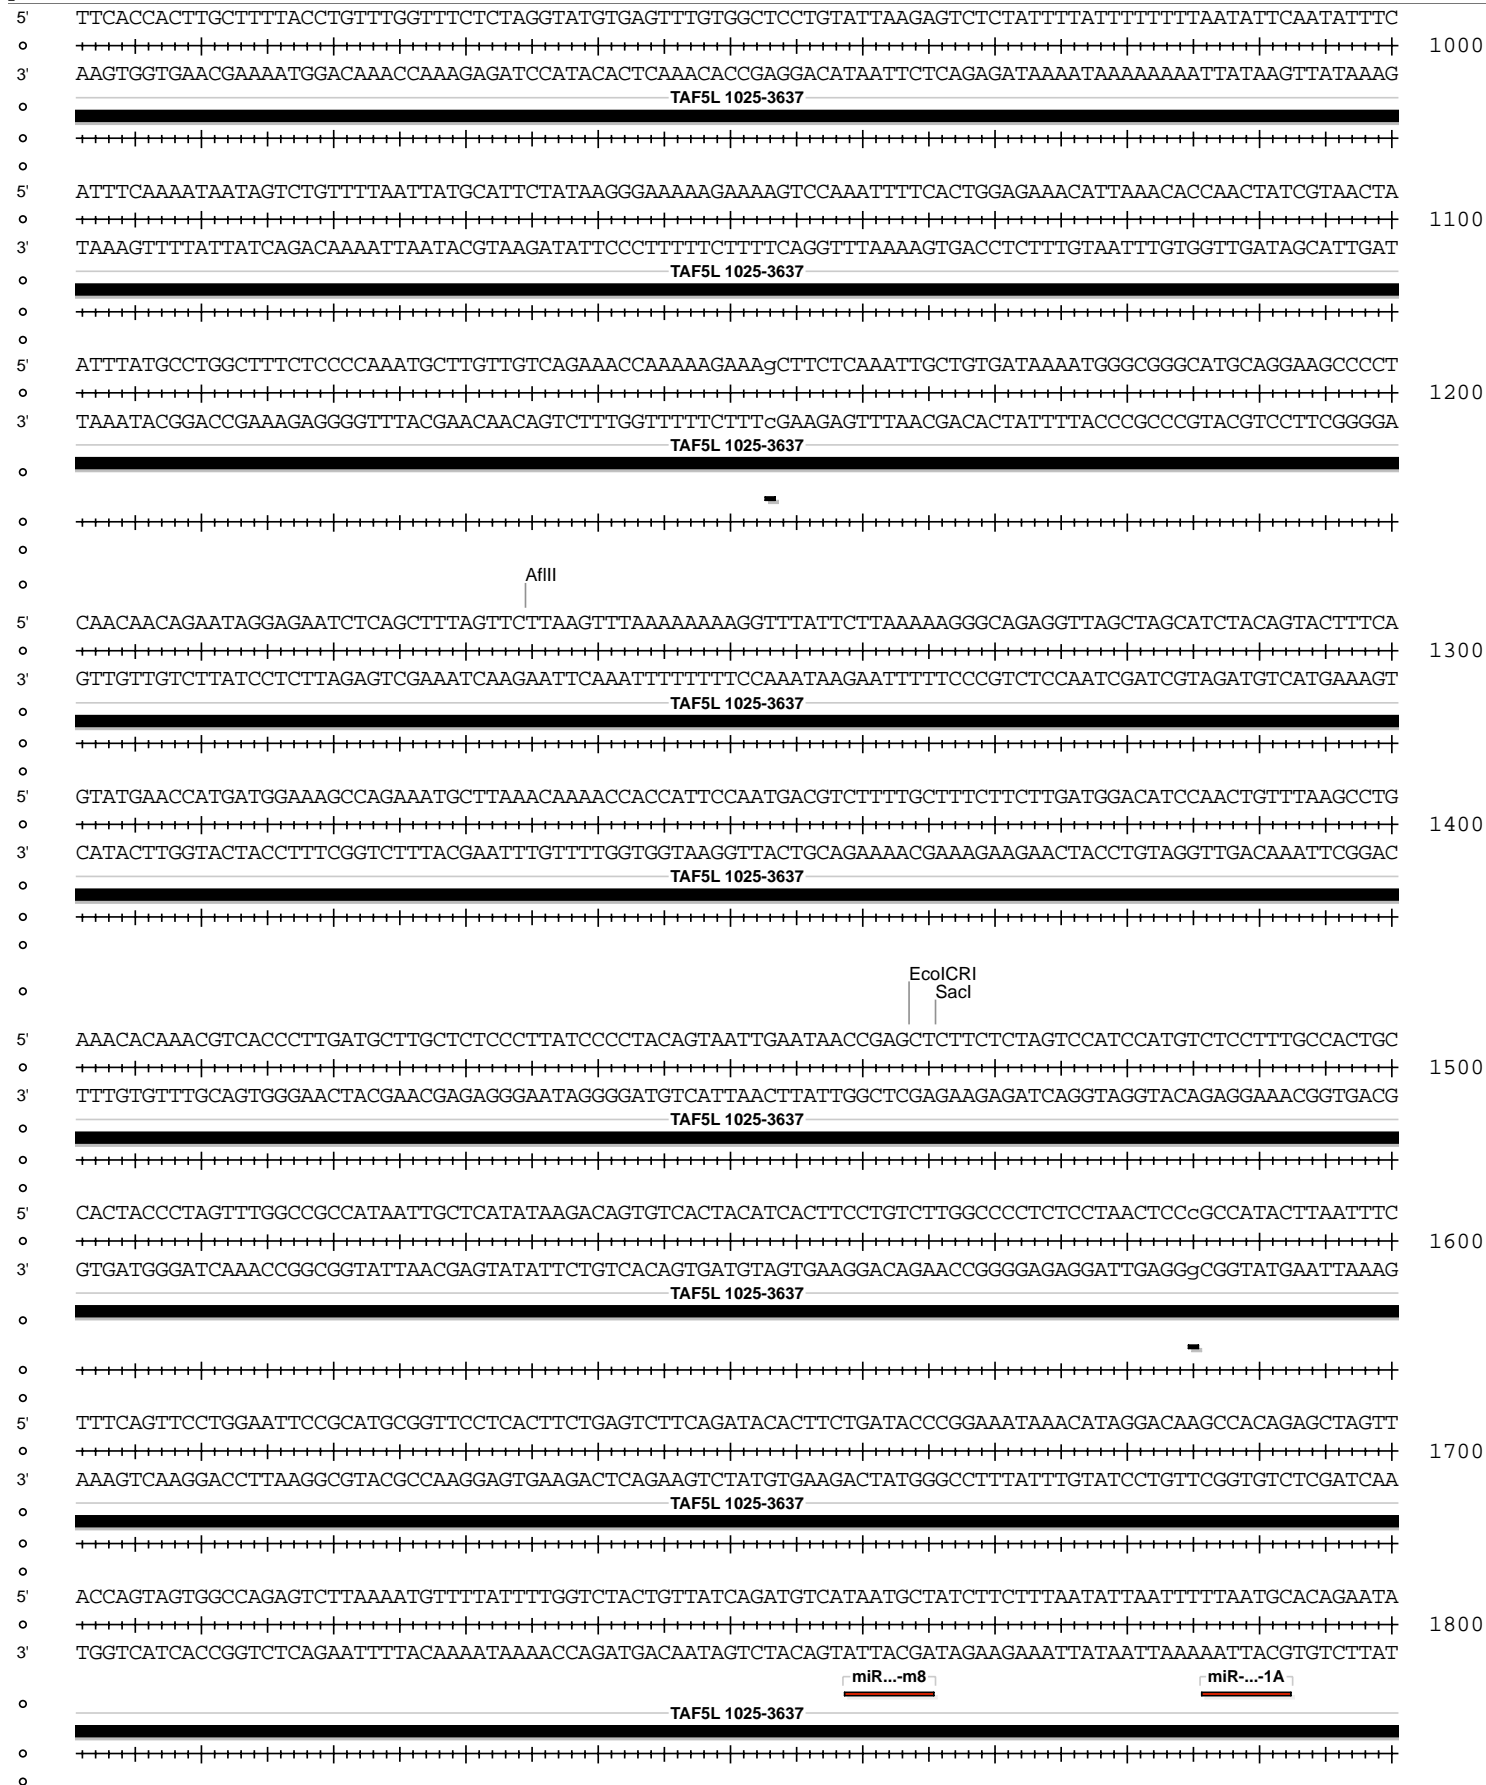 5' TTCACCACTTGCTTTTACCTGTTTGGTTTCTCTAGGTATGTGAGTTTGTGGCTCCTGTATTAAGAGTCTCTATTTTATTTTTTTTAATATTCAATATTTC
1000
3' AAGTGGTGAACGAAAATGGACAAACCAAAGAGATCCATACACTCAAACACCGAGGACATAATTCTCAGAGATAAAATAAAAAAAATTATAAGTTATAAAG
TAF5L 1025-3637
5' ATTTCAAAATAATAGTCTGTTTTAATTATGCATTCTATAAGGGAAAAAGAAAAGTCCAAATTTTCACTGGAGAAACATTAAACACCAACTATCGTAACTA
1100
3' TAAAGTTTTATTATCAGACAAAATTAATACGTAAGATATTCCCTTTTTCTTTTCAGGTTTAAAAGTGACCTCTTTGTAATTTGTGGTTGATAGCATTGAT
TAF5L 1025-3637
5' ATTTATGCCTGGCTTTCTCCCCAAATGCTTGTTGTCAGAAACCAAAAAGAAAgCTTCTCAAATTGCTGTGATAAAATGGGCGGGCATGCAGGAAGCCCCT
1200
3' TAAATACGGACCGAAAGAGGGGTTTACGAACAACAGTCTTTGGTTTTTCTTTcGAAGAGTTTAACGACACTATTTTACCCGCCCGTACGTCCTTCGGGGA
TAF5L 1025-3637
AflII
5' CAACAACAGAATAGGAGAATCTCAGCTTTAGTTCTTAAGTTTAAAAAAAAGGTTTATTCTTAAAAAGGGCAGAGGTTAGCTAGCATCTACAGTACTTTCA
1300
3' GTTGTTGTCTTATCCTCTTAGAGTCGAAATCAAGAATTCAAATTTTTTTTCCAAATAAGAATTTTTCCCGTCTCCAATCGATCGTAGATGTCATGAAAGT
TAF5L 1025-3637
5' GTATGAACCATGATGGAAAGCCAGAAATGCTTAAACAAAACCACCATTCCAATGACGTCTTTTGCTTTCTTCTTGATGGACATCCAACTGTTTAAGCCTG
1400
3' CATACTTGGTACTACCTTTCGGTCTTTACGAATTTGTTTTGGTGGTAAGGTTACTGCAGAAAACGAAAGAAGAACTACCTGTAGGTTGACAAATTCGGAC
TAF5L 1025-3637
EcoICRI
SacI
5' AAACACAAACGTCACCCTTGATGCTTGCTCTCCCTTATCCCCTACAGTAATTGAATAACCGAGCTCTTCTCTAGTCCATCCATGTCTCCTTTGCCACTGC
1500
3' TTTGTGTTTGCAGTGGGAACTACGAACGAGAGGGAATAGGGGATGTCATTAACTTATTGGCTCGAGAAGAGATCAGGTAGGTACAGAGGAAACGGTGACG
TAF5L 1025-3637
5' CACTACCCTAGTTTGGCCGCCATAATTGCTCATATAAGACAGTGTCACTACATCACTTCCTGTCTTGGCCCCTCTCCTAACTCCcGCCATACTTAATTTC
1600
3' GTGATGGGATCAAACCGGCGGTATTAACGAGTATATTCTGTCACAGTGATGTAGTGAAGGACAGAACCGGGGAGAGGATTGAGGgCGGTATGAATTAAAG
TAF5L 1025-3637
5' TTTCAGTTCCTGGAATTCCGCATGCGGTTCCTCACTTCTGAGTCTTCAGATACACTTCTGATACCCGGAAATAAACATAGGACAAGCCACAGAGCTAGTT
1700
3' AAAGTCAAGGACCTTAAGGCGTACGCCAAGGAGTGAAGACTCAGAAGTCTATGTGAAGACTATGGGCCTTTATTTGTATCCTGTTCGGTGTCTCGATCAA
TAF5L 1025-3637
5' ACCAGTAGTGGCCAGAGTCTTAAAATGTTTTATTTTGGTCTACTGTTATCAGATGTCATAATGCTATCTTCTTTAATATTAATTTTTAATGCACAGAATA
1800
3' TGGTCATCACCGGTCTCAGAATTTTACAAAATAAAACCAGATGACAATAGTCTACAGTATTACGATAGAAGAAATTATAATTAAAAATTACGTGTCTTAT
miR...-m8 miR-...-1A
TAF5L 1025-3637